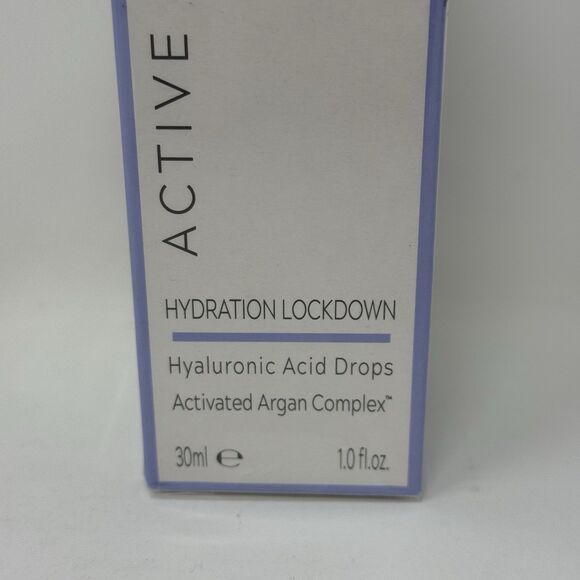 ACTIVE
HYDRATION LOCKDOWN
Hyaluronic Acid Drops
Activated Argan Complex™
30ml ℮ 1.0 fl.oz.